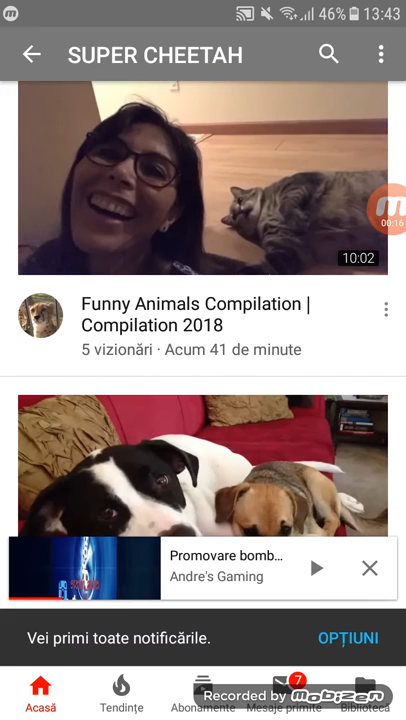 46% 13:43
SUPER CHEETAH
00:16
10:02
Funny Animals Compilation |
Compilation 2018
5 vizionări · Acum 41 de minute
Promovare bomb...
Andre's Gaming
Vei primi toate notificările.
OPȚIUNI
7
Acasă
Tendințe
Abonamente
Mesaje primite
Bibliotecă
Recorded by mobizen